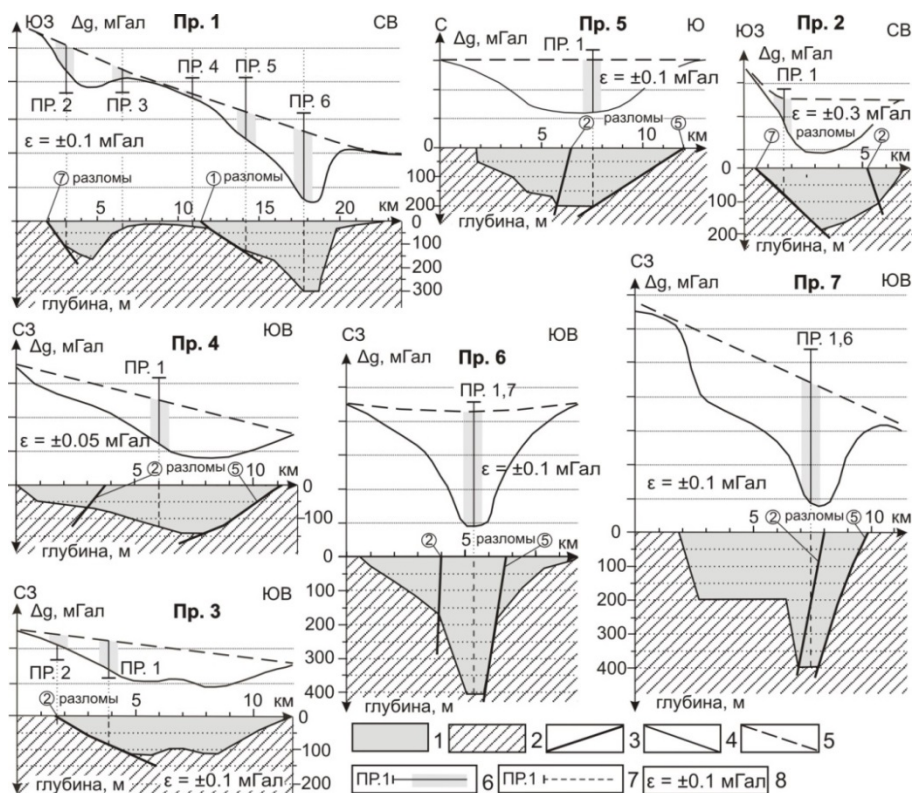 ЮЗ
Δg, мГал
Пр. 1
СВ
ПР. 4
ПР. 5
ПР. 6
ПР. 2
ПР. 3
ε = ±0.1 мГал
⑦ разломы
① разломы
км
5
10
15
20
0
100
200
300
глубина, м
С
Δg, мГал
Пр. 5
Ю
ПР. 1
ε = ±0.1 мГал
5
② разломы
10
⑤
км
0
100
200
глубина, м
ЮЗ
Пр. 2
СВ
Δg, мГал
ПР. 1
ε = ±0.3 мГал
разломы
⑦
②
5
км
0
100
200
глубина, м
СЗ
Δg, мГал
Пр. 4
ЮВ
ПР. 1
ε = ±0.05 мГал
5
② разломы
⑤
10
км
0
100
глубина, м
СЗ
Δg, мГал
Пр. 6
ЮВ
ПР. 1,7
ε = ±0.1 мГал
②
5
разломы
⑤
км
0
100
200
300
400
глубина, м
СЗ
Δg, мГал
Пр. 7
ЮВ
ПР. 1,6
ε = ±0.1 мГал
5
② разломы
⑤
10
км
0
100
200
300
400
глубина, м
СЗ
Δg, мГал
Пр. 3
ЮВ
ПР. 2
ПР. 1
② разломы
5
10
км
0
100
200
глубина, м
ε = ±0.1 мГал
1
2
3
4
5
ПР.1
6
ПР.1
7
ε = ±0.1 мГал
8